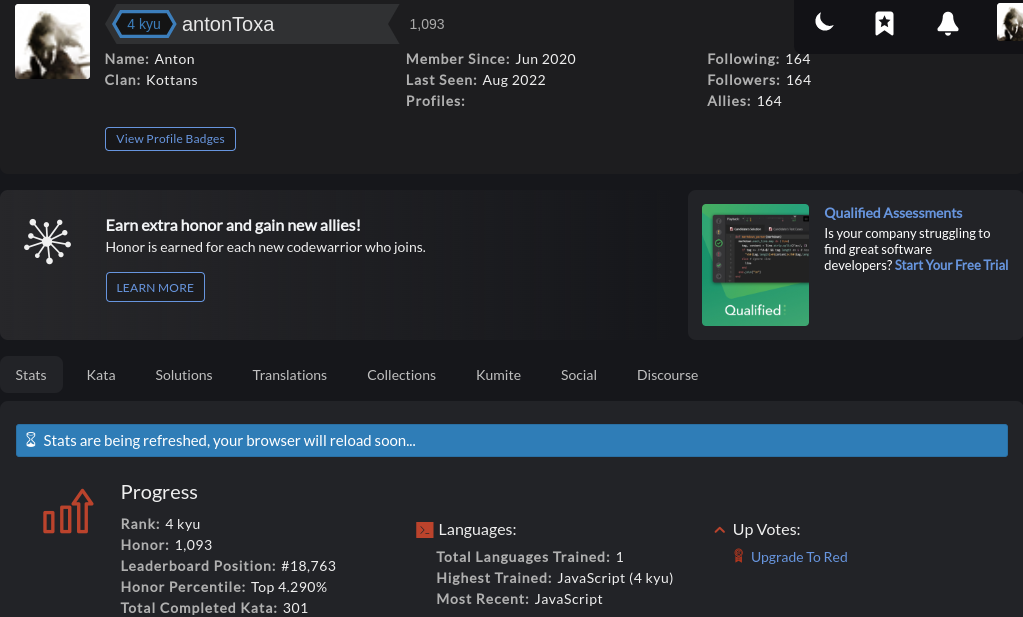 4 kyu antonToxa 1,093
Name: Anton
Clan: Kottans
Member Since: Jun 2020
Last Seen: Aug 2022
Profiles:
Following: 164
Followers: 164
Allies: 164
View Profile Badges
Earn extra honor and gain new allies!
Honor is earned for each new codewarrior who joins.
LEARN MORE
Qualified
Qualified Assessments
Is your company struggling to
find great software
developers? Start Your Free Trial
Stats Kata Solutions Translations Collections Kumite Social Discourse
Stats are being refreshed, your browser will reload soon...
Progress
Rank: 4 kyu
Honor: 1,093
Leaderboard Position: #18,763
Honor Percentile: Top 4.290%
Total Completed Kata: 301
Languages:
Total Languages Trained: 1
Highest Trained: JavaScript (4 kyu)
Most Recent: JavaScript
Up Votes:
Upgrade To Red